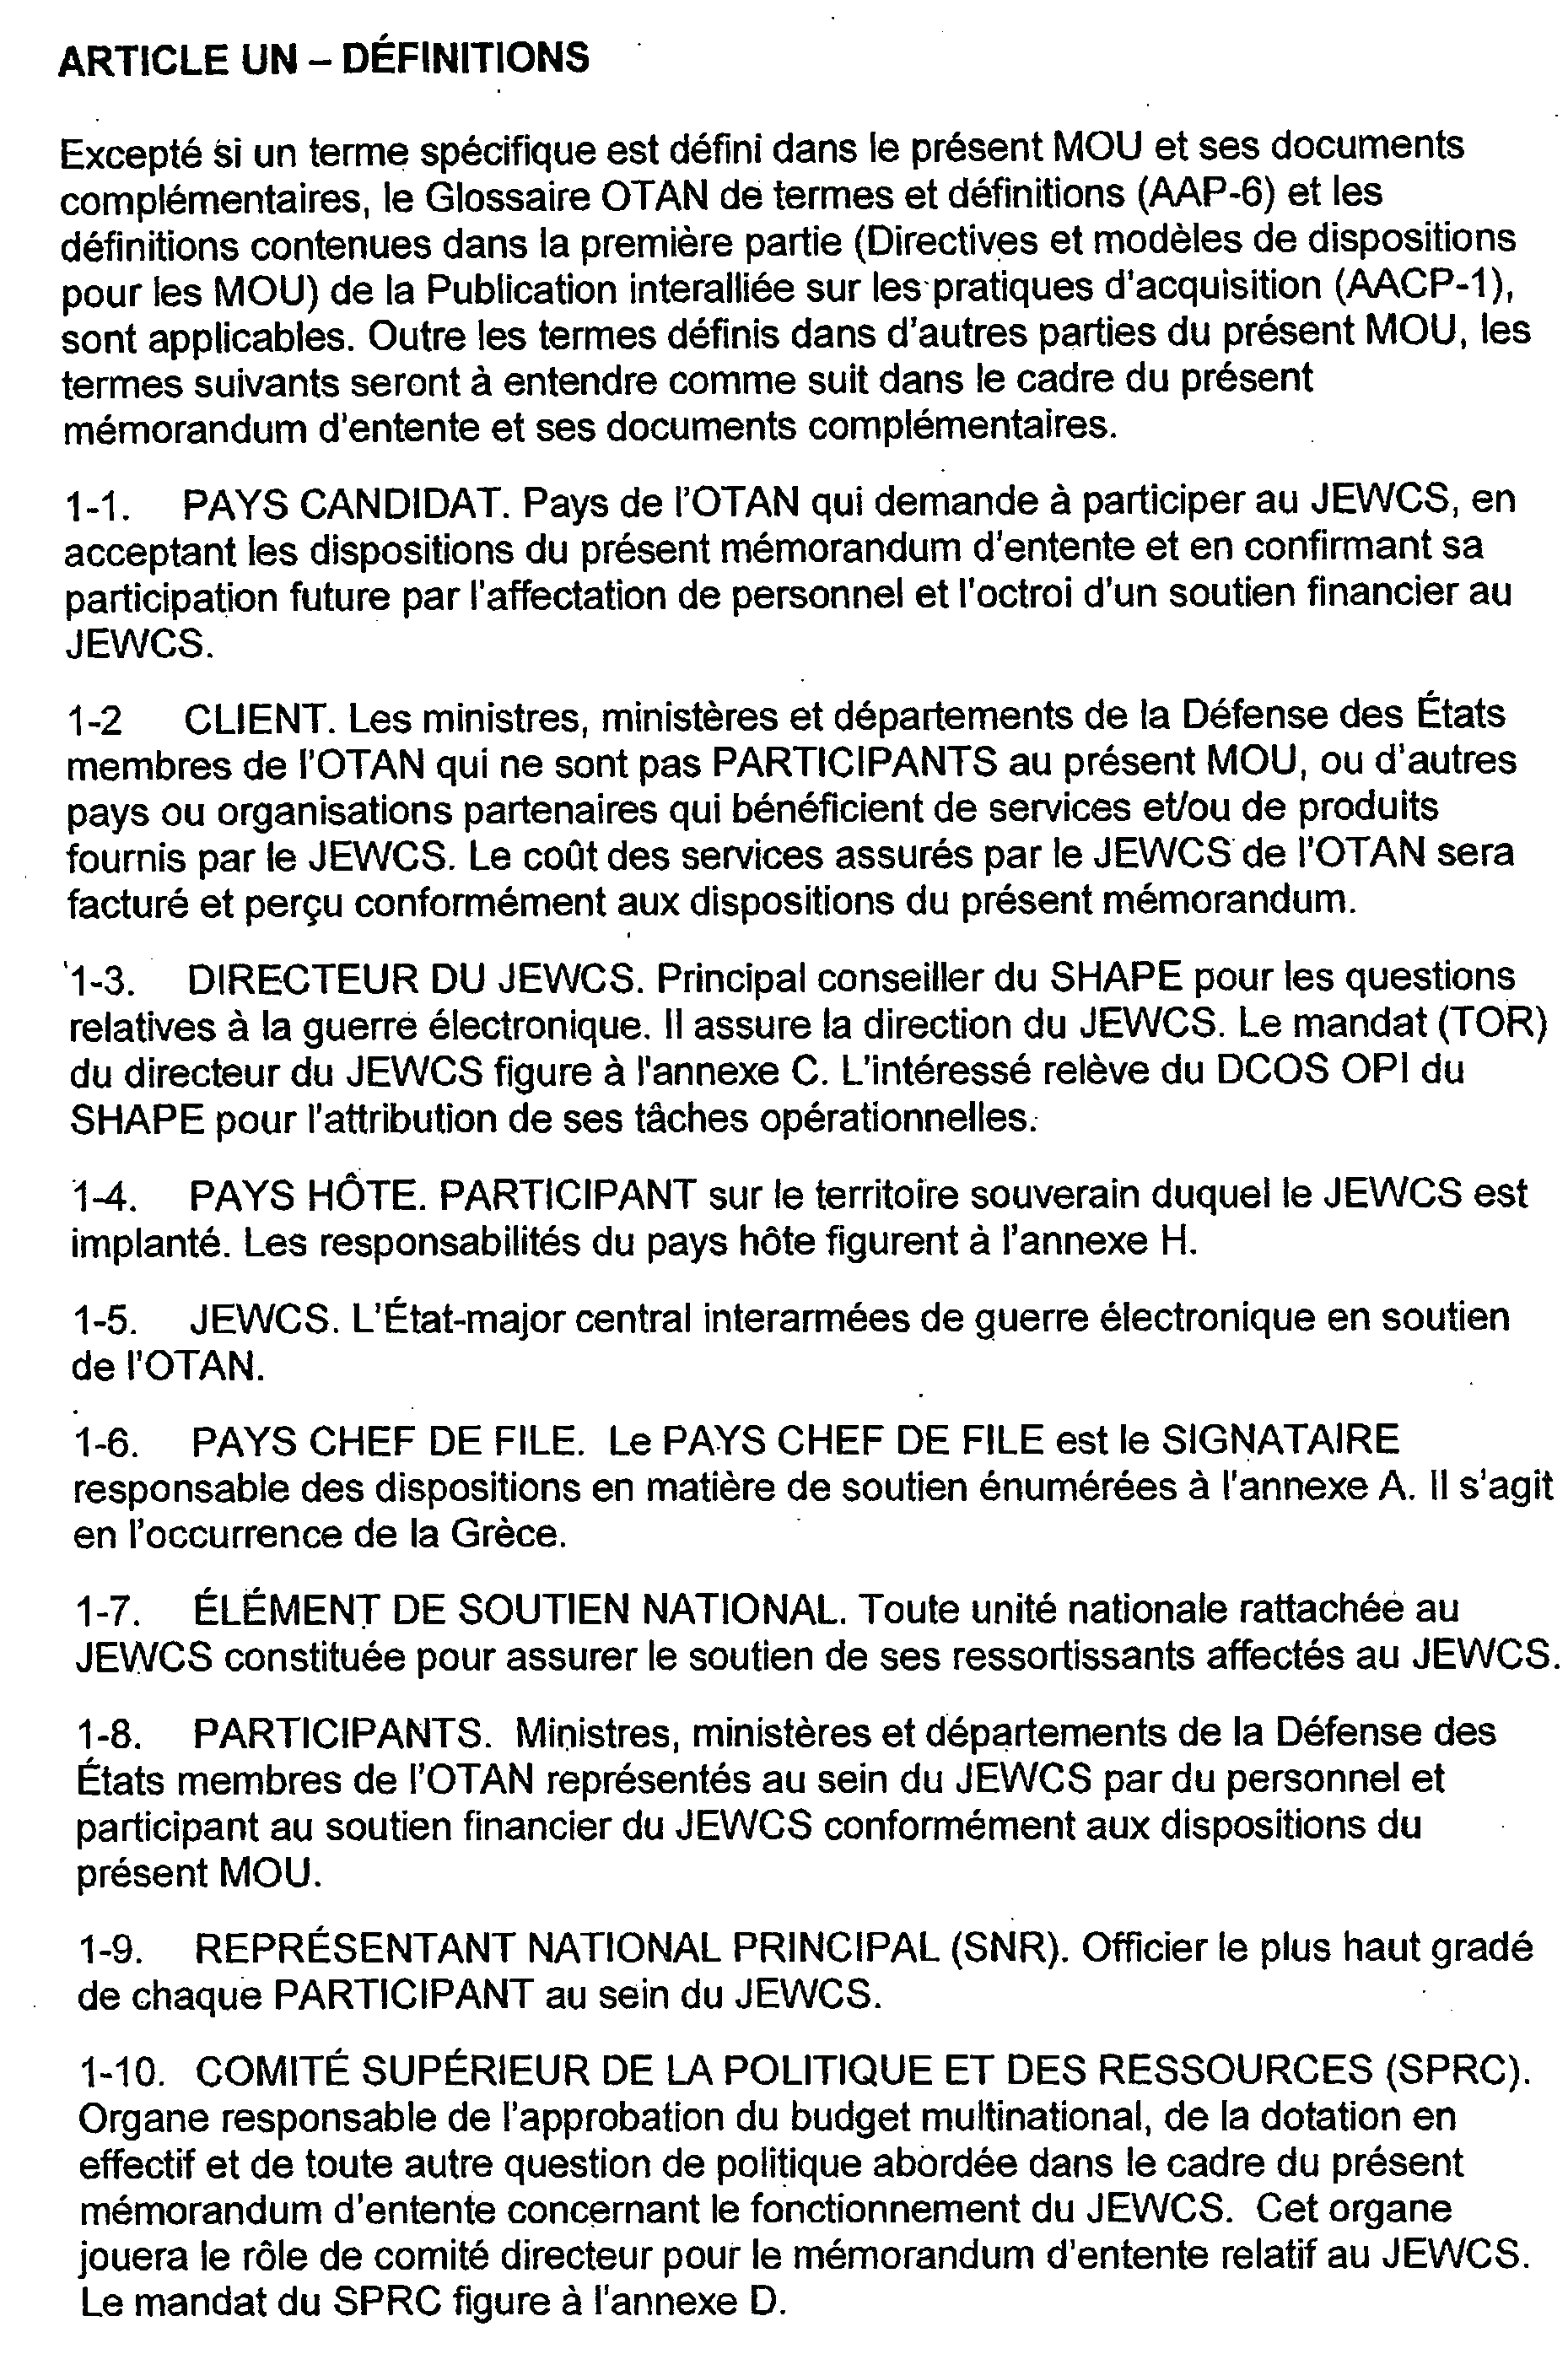 ARTICLE UN – DÉFINITIONS
Excepté si un terme spécifique est défini dans le présent MOU et ses documents
complémentaires, le Glossaire OTAN de termes et définitions (AAP-6) et les
définitions contenues dans la première partie (Directives et modèles de dispositions
pour les MOU) de la Publication interalliée sur les pratiques d'acquisition (AACP-1),
sont applicables. Outre les termes définis dans d'autres parties du présent MOU, les
termes suivants seront à entendre comme suit dans le cadre du présent
mémorandum d'entente et ses documents complémentaires.
1-1. PAYS CANDIDAT. Pays de l'OTAN qui demande à participer au JEWCS, en
acceptant les dispositions du présent mémorandum d'entente et en confirmant sa
participation future par l'affectation de personnel et l'octroi d'un soutien financier au
JEWCS.
1-2 CLIENT. Les ministres, ministères et départements de la Défense des États
membres de l'OTAN qui ne sont pas PARTICIPANTS au présent MOU, ou d'autres
pays ou organisations partenaires qui bénéficient de services et/ou de produits
fournis par le JEWCS. Le coût des services assurés par le JEWCS de l'OTAN sera
facturé et perçu conformément aux dispositions du présent mémorandum.
1-3. DIRECTEUR DU JEWCS. Principal conseiller du SHAPE pour les questions
relatives à la guerre électronique. Il assure la direction du JEWCS. Le mandat (TOR)
du directeur du JEWCS figure à l'annexe C. L'intéressé relève du DCOS OPI du
SHAPE pour l'attribution de ses tâches opérationnelles.
1-4. PAYS HÔTE. PARTICIPANT sur le territoire souverain duquel le JEWCS est
implanté. Les responsabilités du pays hôte figurent à l'annexe H.
1-5. JEWCS. L'État-major central interarmées de guerre électronique en soutien
de l'OTAN.
1-6. PAYS CHEF DE FILE. Le PAYS CHEF DE FILE est le SIGNATAIRE
responsable des dispositions en matière de soutien énumérées à l'annexe A. Il s'agit
en l'occurrence de la Grèce.
1-7. ÉLÉMENT DE SOUTIEN NATIONAL. Toute unité nationale rattachée au
JEWCS constituée pour assurer le soutien de ses ressortissants affectés au JEWCS.
1-8. PARTICIPANTS. Ministres, ministères et départements de la Défense des
États membres de l'OTAN représentés au sein du JEWCS par du personnel et
participant au soutien financier du JEWCS conformément aux dispositions du
présent MOU.
1-9. REPRÉSENTANT NATIONAL PRINCIPAL (SNR). Officier le plus haut gradé
de chaque PARTICIPANT au sein du JEWCS.
1-10. COMITÉ SUPÉRIEUR DE LA POLITIQUE ET DES RESSOURCES (SPRC).
Organe responsable de l'approbation du budget multinational, de la dotation en
effectif et de toute autre question de politique abordée dans le cadre du présent
mémorandum d'entente concernant le fonctionnement du JEWCS. Cet organe
jouera le rôle de comité directeur pour le mémorandum d'entente relatif au JEWCS.
Le mandat du SPRC figure à l'annexe D.